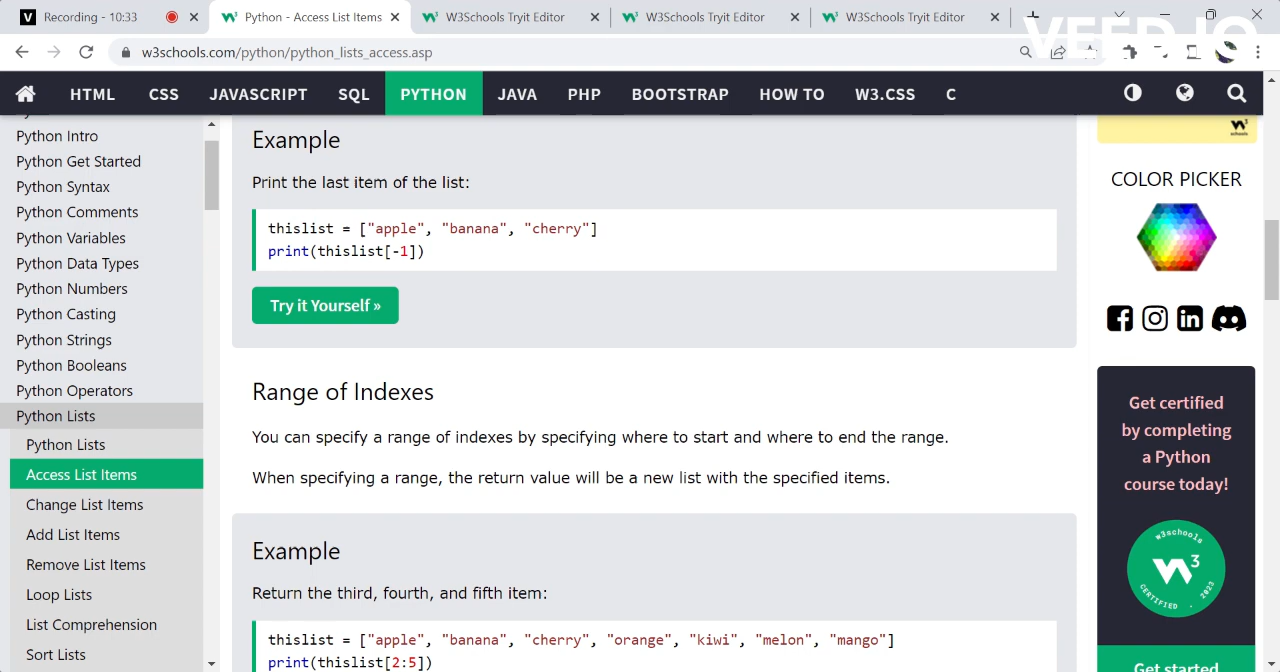 Recording - 10:33
Python - Access List Items
W3Schools Tryit Editor
W3Schools Tryit Editor
W3Schools Tryit Editor
VEED.IO
w3schools.com/python/python_lists_access.asp
HTML CSS JAVASCRIPT SQL PYTHON JAVA PHP BOOTSTRAP HOW TO W3.CSS C
Python Intro
Python Get Started
Python Syntax
Python Comments
Python Variables
Python Data Types
Python Numbers
Python Casting
Python Strings
Python Booleans
Python Operators
Python Lists
Python Lists
Access List Items
Change List Items
Add List Items
Remove List Items
Loop Lists
List Comprehension
Sort Lists
Example
Print the last item of the list:
thislist = ["apple", "banana", "cherry"]
print(thislist[-1])
Try it Yourself »
Range of Indexes
You can specify a range of indexes by specifying where to start and where to end the range.
When specifying a range, the return value will be a new list with the specified items.
Example
Return the third, fourth, and fifth item:
thislist = ["apple", "banana", "cherry", "orange", "kiwi", "melon", "mango"]
print(thislist[2:5])
COLOR PICKER
Get certified
by completing
a Python
course today!
w3schools
W3
CERTIFIED . 2023
Get started